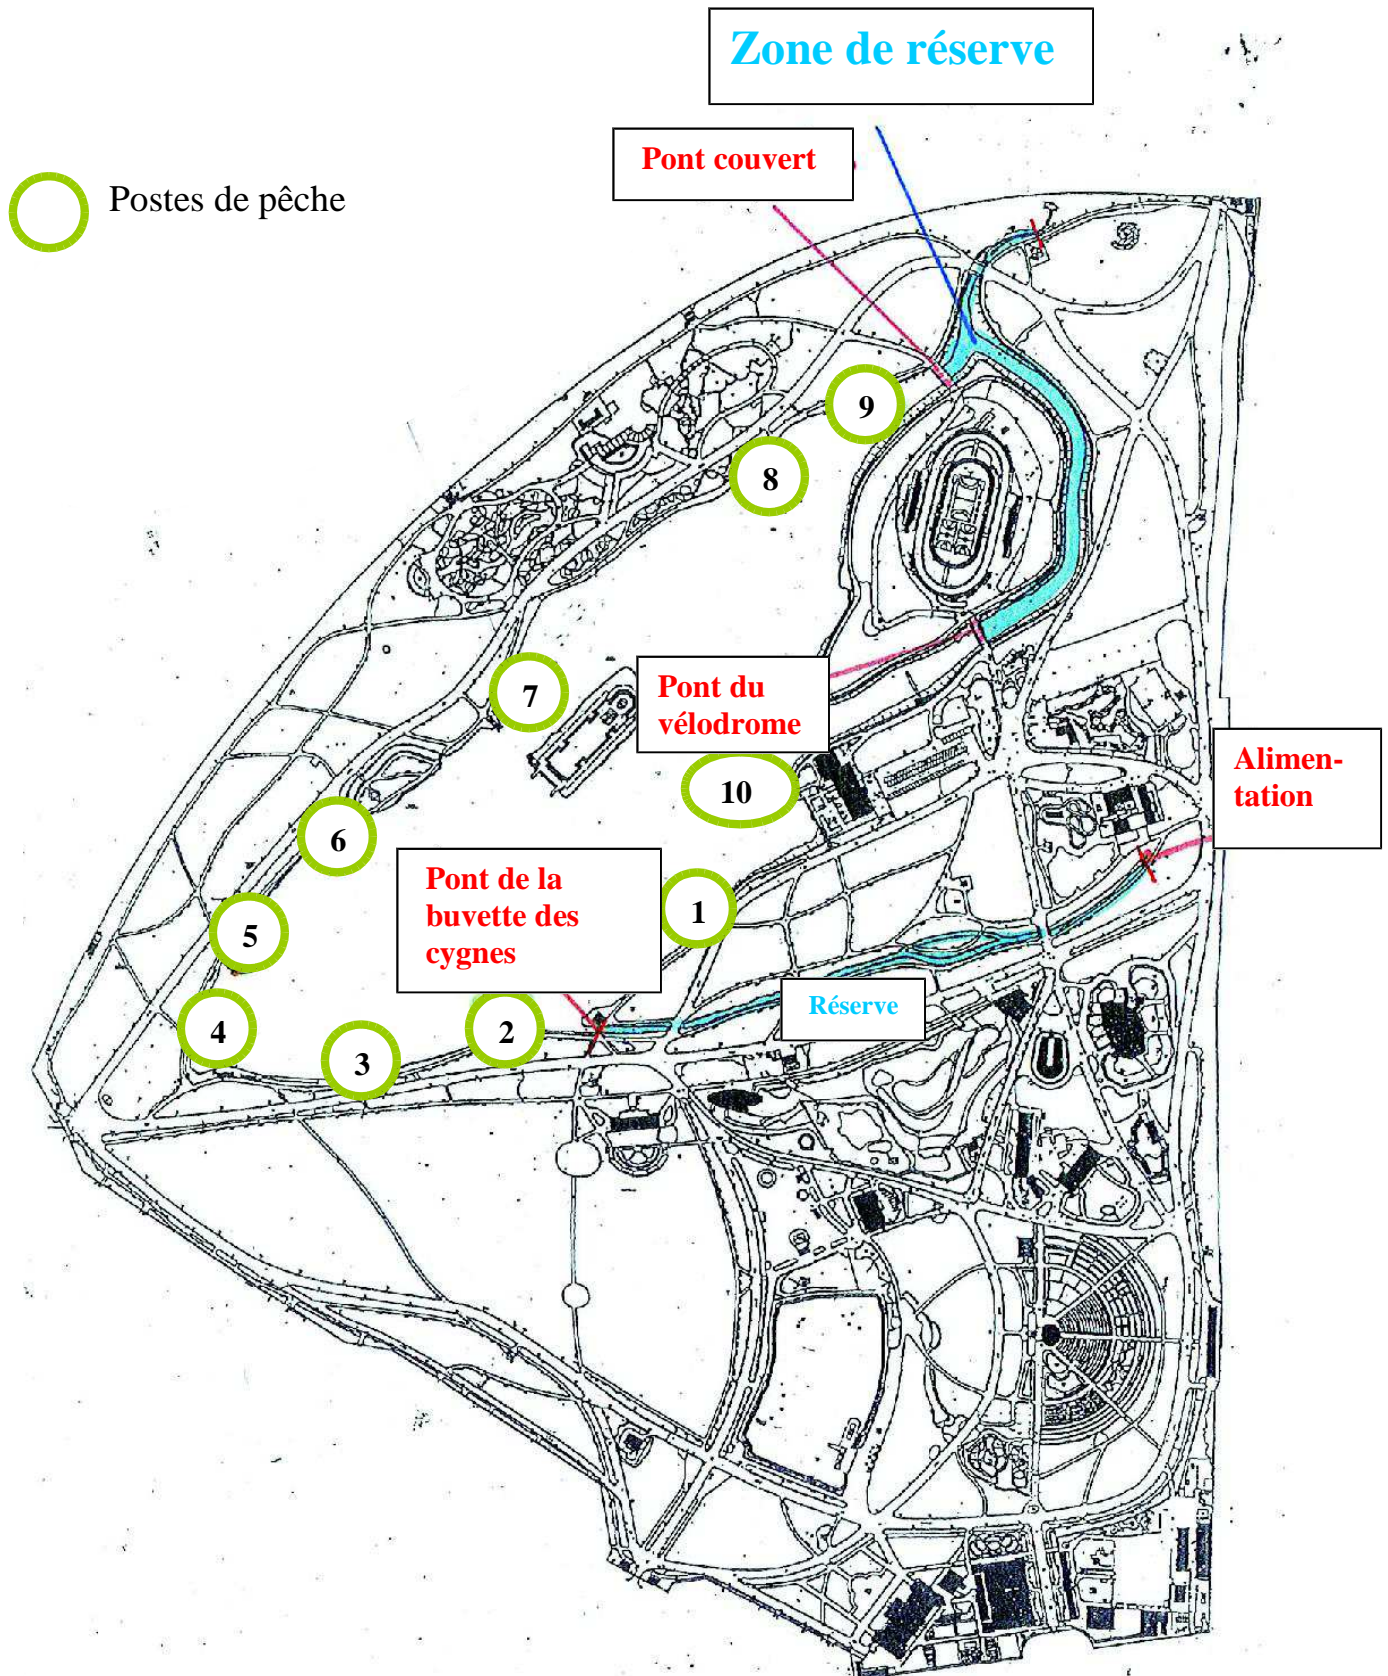 Zone de réserve
Pont couvert
Postes de pêche
9
8
7
Pont du
vélodrome
Alimen-
tation
10
6
Pont de la
buvette des
cygnes
1
5
Réserve
4
2
3